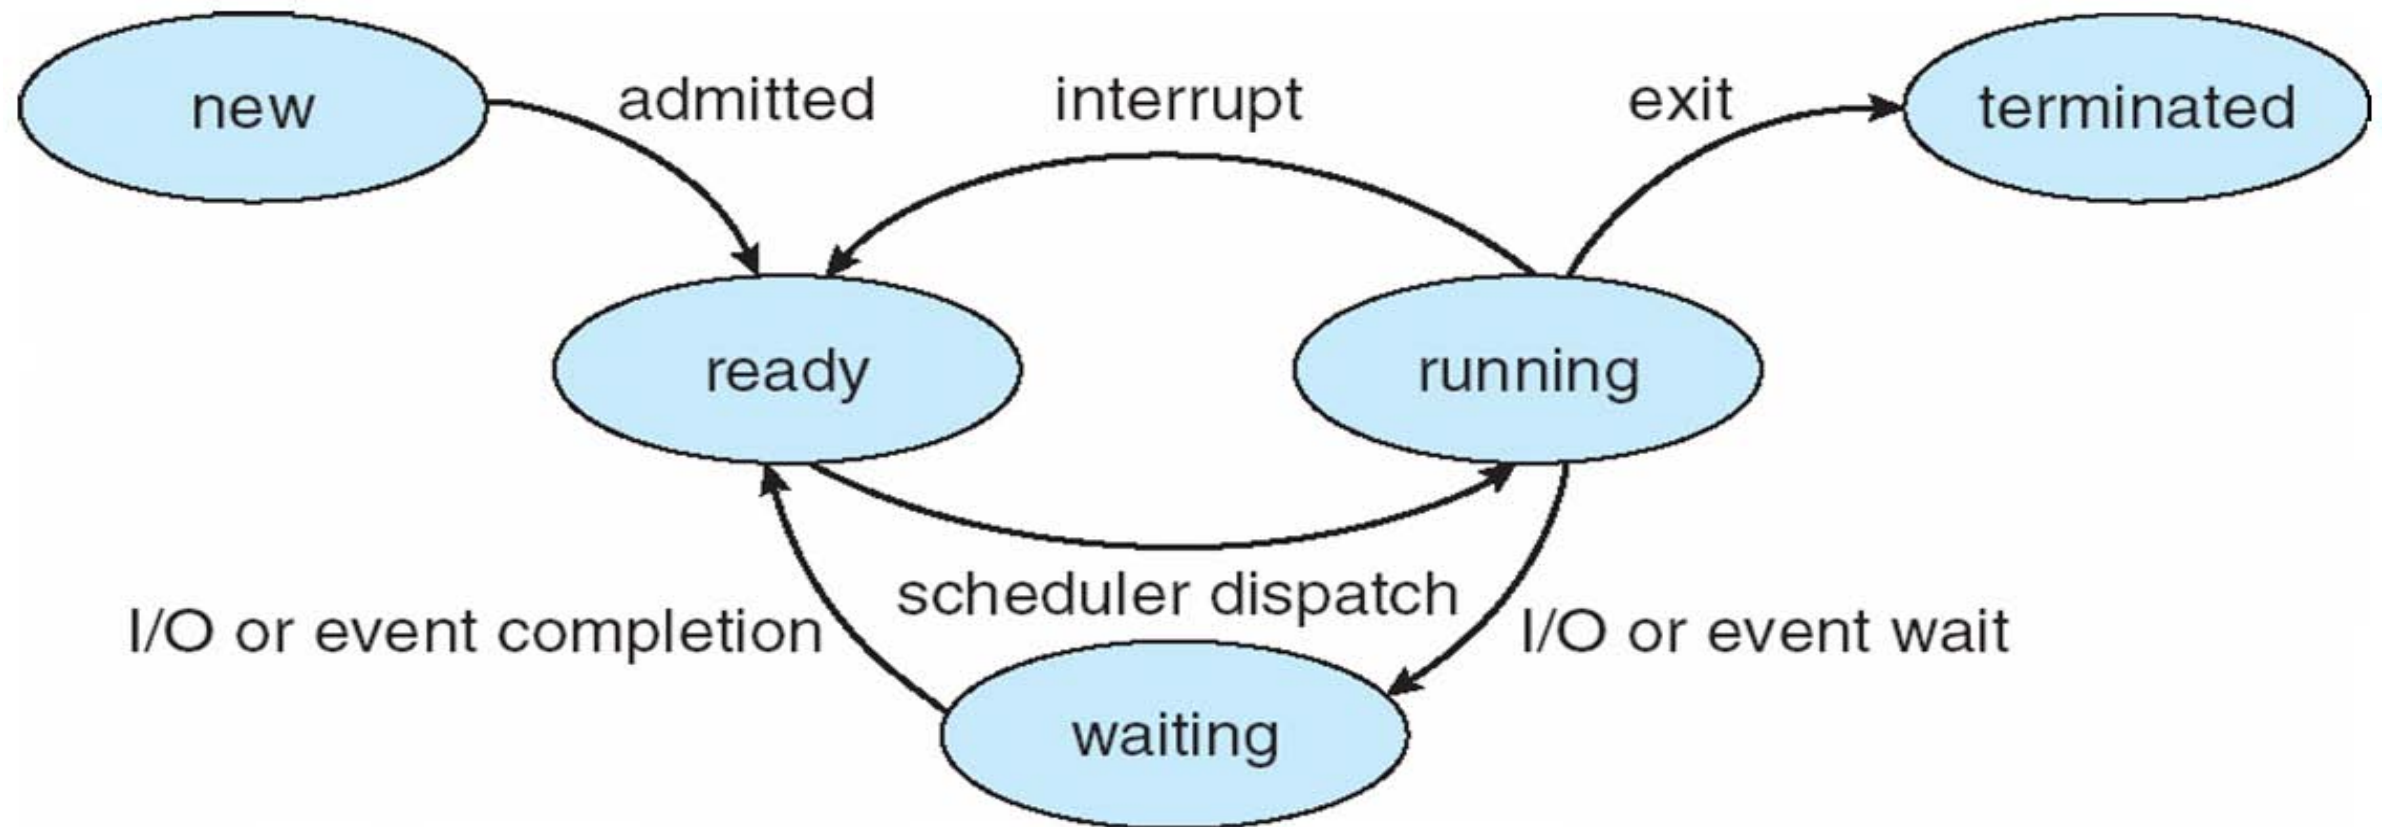 new
admitted
interrupt
exit
terminated
ready
running
scheduler dispatch
I/O or event completion
I/O or event wait
waiting